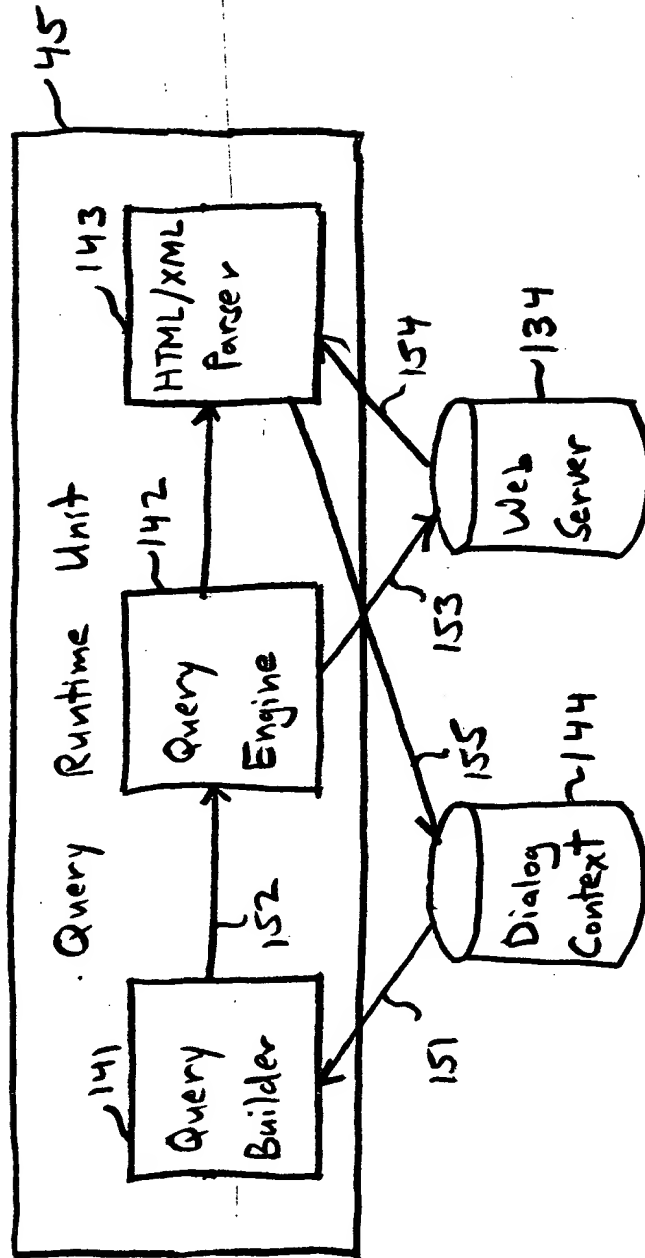 45
Query Runtime Unit
141
Query
Builder
152
142
Query
Engine
143
HTML/XML
Parser
151
155
153
154
144
Dialog
Context
134
Web
Server